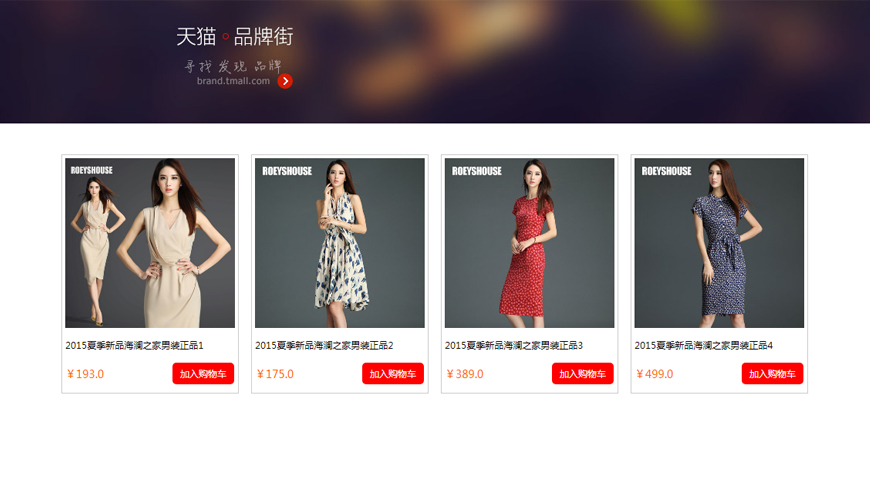 天猫 品牌街
寻找 发现 品牌
brand.tmall.com
ROEYSHOUSE
ROEYSHOUSE
ROEYSHOUSE
ROEYSHOUSE
2015夏季新品海澜之家男装正品1
2015夏季新品海澜之家男装正品2
2015夏季新品海澜之家男装正品3
2015夏季新品海澜之家男装正品4
￥193.0 加入购物车
￥175.0 加入购物车
￥389.0 加入购物车
￥499.0 加入购物车